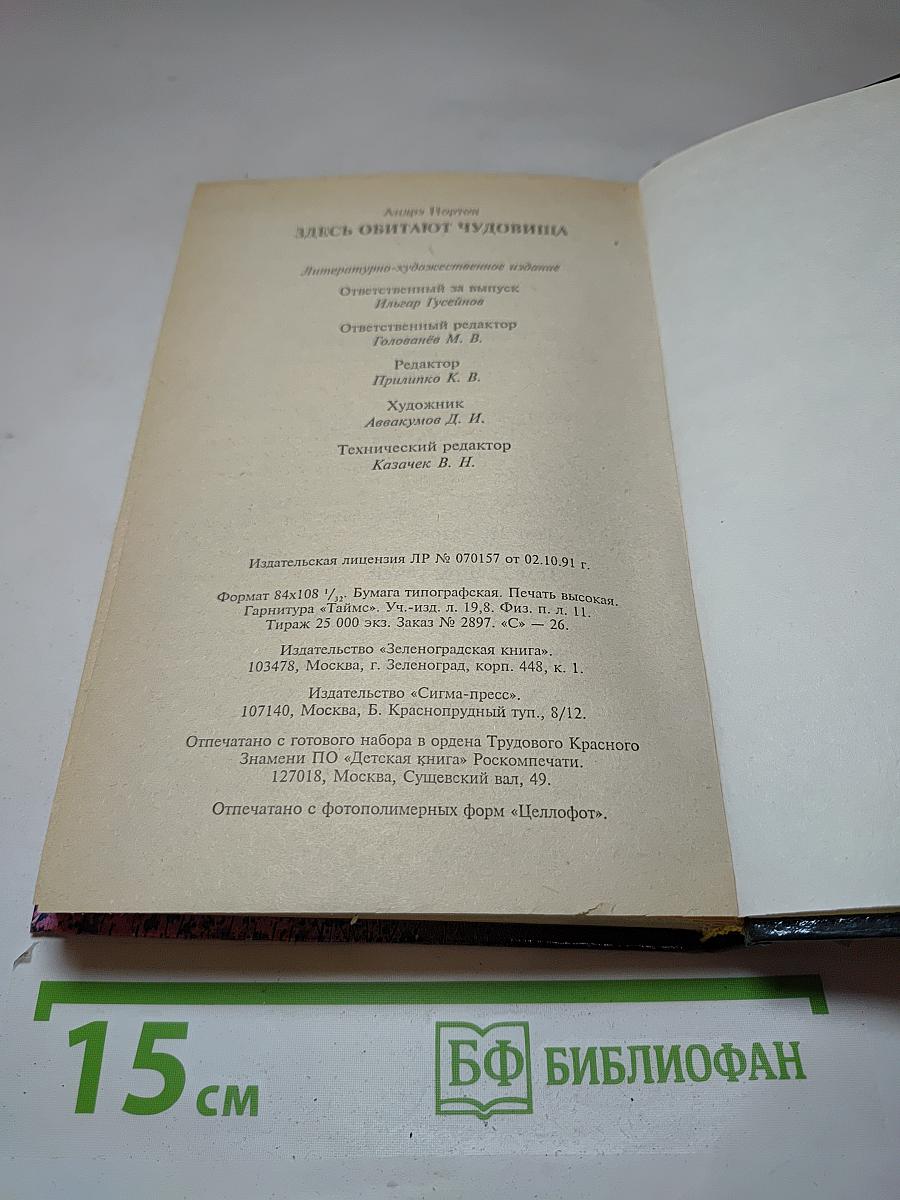 Андрэ Нортон
ЗДЕСЬ ОБИТАЮТ ЧУДОВИЩА
Литературно-художественное издание
Ответственный за выпуск
Ильгар Гусейнов
Ответственный редактор
Голованёв М. В.
Редактор
Прилипко К. В.
Художник
Аввакумов Д. И.
Технический редактор
Казачек В. Н.
Издательская лицензия ЛР № 070157 от 02.10.91 г.
Формат 84х108 1/32. Бумага типографская. Печать высокая.
Гарнитура «Таймс». Уч.-изд. л. 19,8. Физ. п. л. 11.
Тираж 25 000 экз. Заказ № 2897. «С» — 26.
Издательство «Зеленоградская книга».
103478, Москва, г. Зеленоград, корп. 448, к. 1.
Издательство «Сигма-пресс».
107140, Москва, Б. Краснопрудный туп., 8/12.
Отпечатано с готового набора в ордена Трудового Красного
Знамени ПО «Детская книга» Роскомпечати.
127018, Москва, Сущевский вал, 49.
Отпечатано с фотополимерных форм «Целлофот».
15 см
БФ БИБЛИОФАН